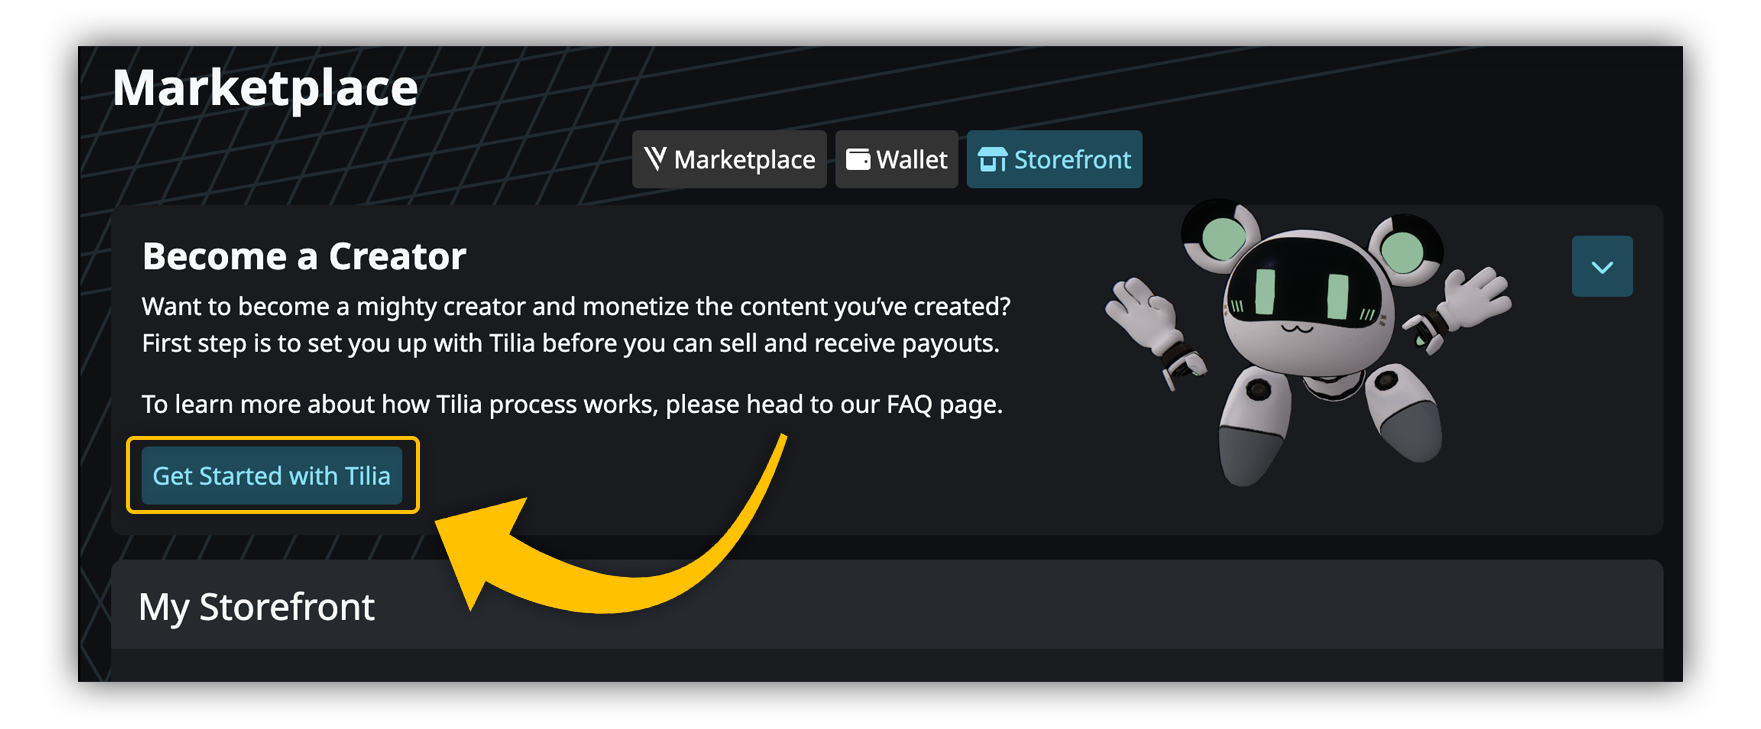 Marketplace
Marketplace
Wallet
Storefront
Become a Creator
Want to become a mighty creator and monetize the content you’ve created?
First step is to set you up with Tilia before you can sell and receive payouts.
To learn more about how Tilia process works, please head to our FAQ page.
Get Started with Tilia
My Storefront